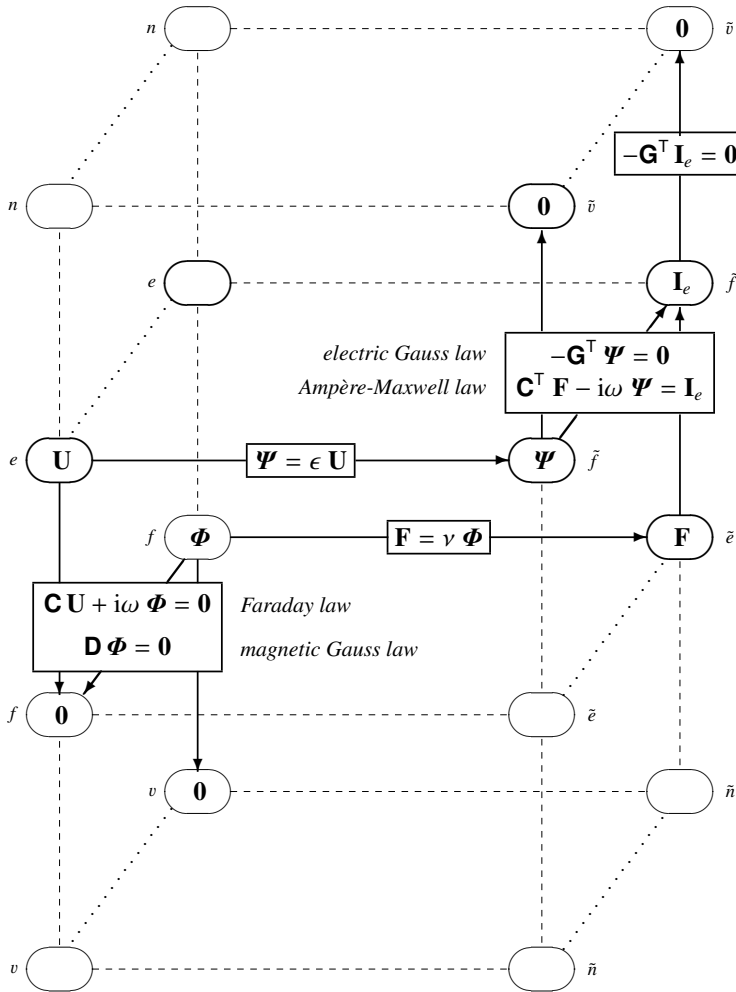 n 0 ṽ
−Gᵀ Iₑ = 0
n 0 ṽ
e Iₑ f̃
electric Gauss law −Gᵀ Ψ = 0
Ampère-Maxwell law Cᵀ F − iω Ψ = Iₑ
e U Ψ = ϵ U Ψ f̃
f Φ F = ν Φ F ẽ
C U + iω Φ = 0 Faraday law
D Φ = 0 magnetic Gauss law
f 0 ẽ
v 0 ñ
v ñ